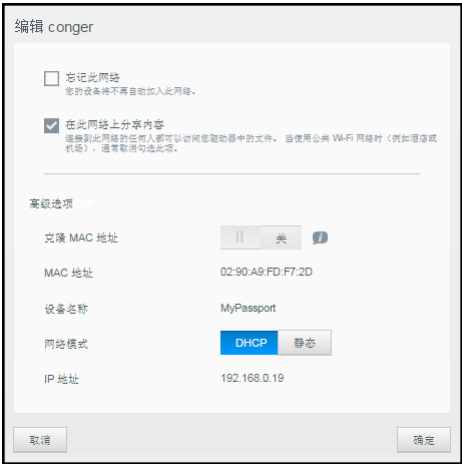 编辑 conger
忘记此网络
您的设备将不再自动加入此网络。
在此网络上分享内容
连接到此网络的任何人都可以访问您驱动器中的文件。 当使用公共 Wi-Fi 网络时（例如酒店或
机场），通常取消勾选此项。
高级选项
克隆 MAC 地址
关
MAC 地址 02:90:A9:FD:F7:2D
设备名称 MyPassport
网络模式 DHCP 静态
IP 地址 192.168.0.19
取消 确定